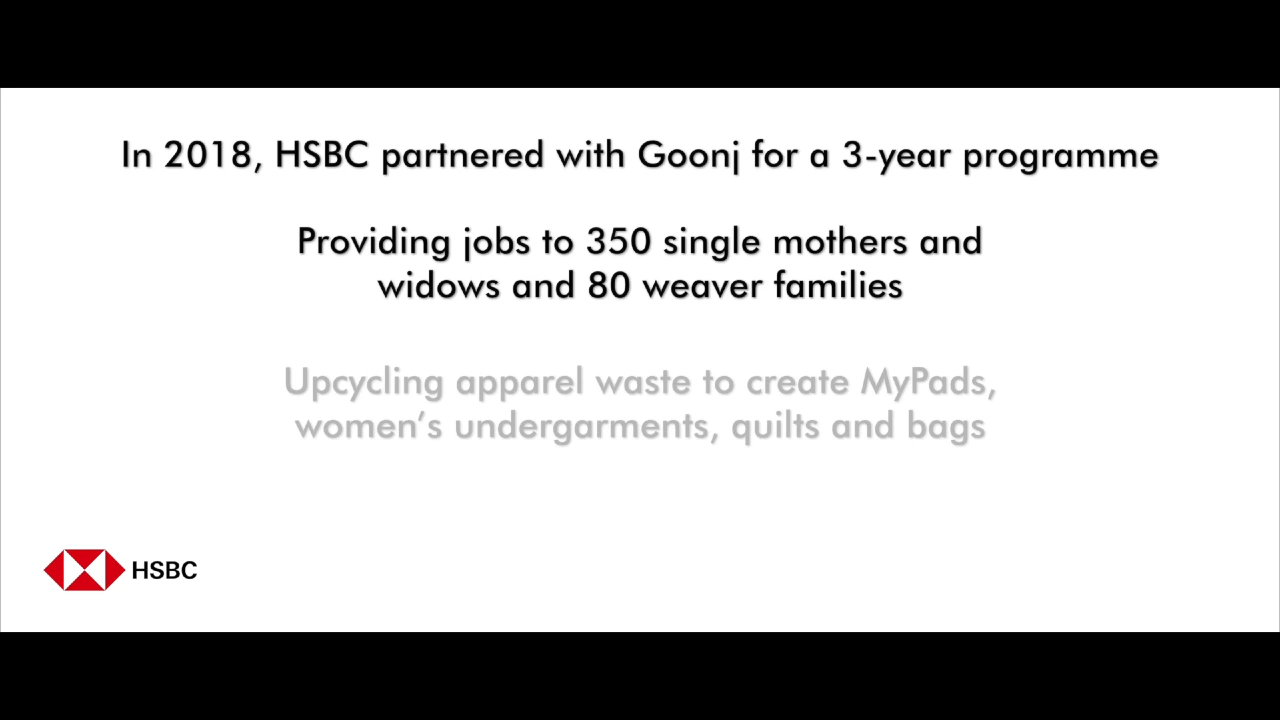 In 2018, HSBC partnered with Goonj for a 3-year programme
Providing jobs to 350 single mothers and
widows and 80 weaver families
Upcycling apparel waste to create MyPads,
women's undergarments, quilts and bags
HSBC